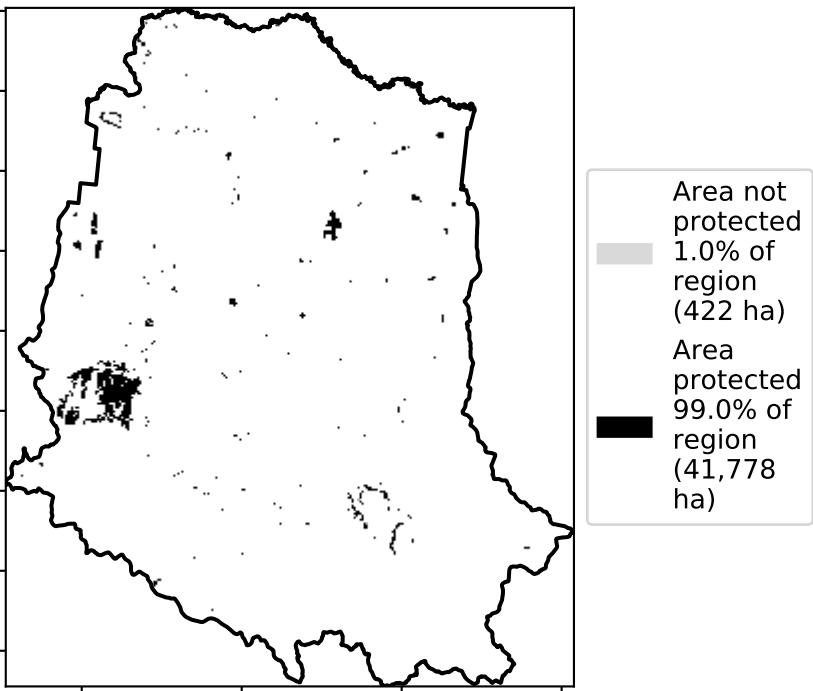 Area not
protected
1.0% of
region
(422 ha)
Area
protected
99.0% of
region
(41,778
ha)